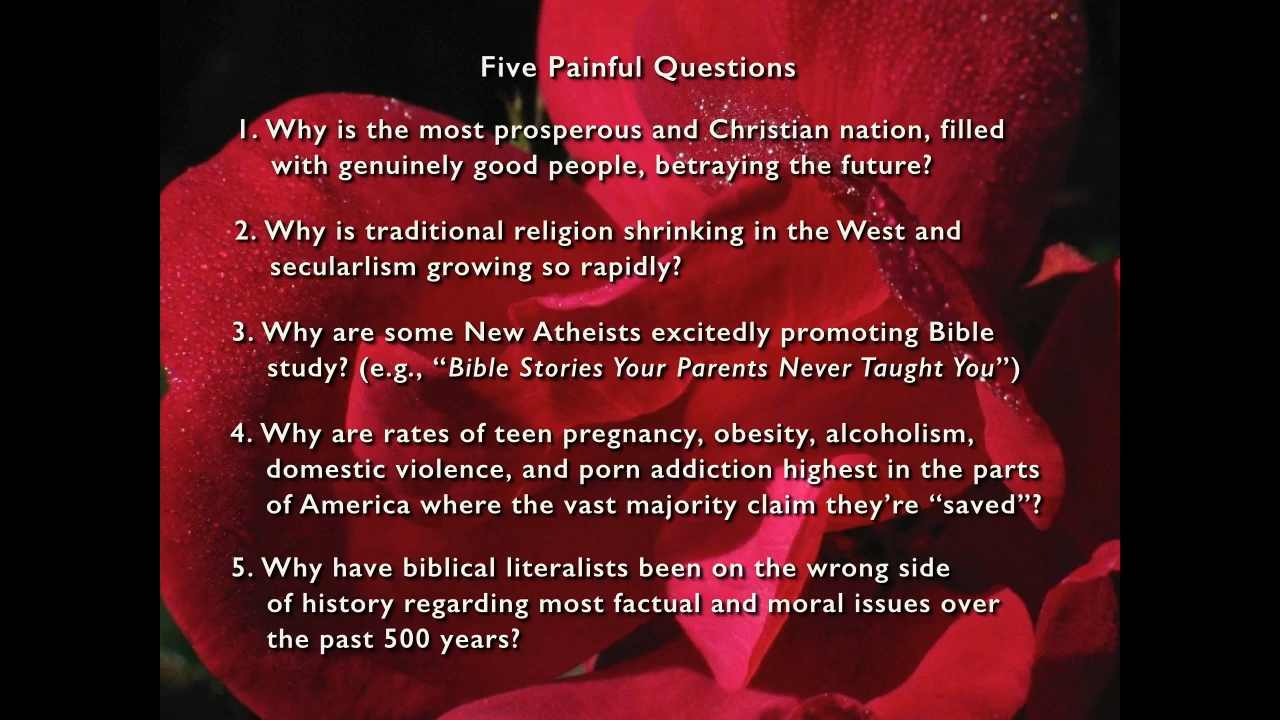 Five Painful Questions
1. Why is the most prosperous and Christian nation, filled
with genuinely good people, betraying the future?
2. Why is traditional religion shrinking in the West and
secularlism growing so rapidly?
3. Why are some New Atheists excitedly promoting Bible
study? (e.g., “Bible Stories Your Parents Never Taught You”)
4. Why are rates of teen pregnancy, obesity, alcoholism,
domestic violence, and porn addiction highest in the parts
of America where the vast majority claim they’re “saved”?
5. Why have biblical literalists been on the wrong side
of history regarding most factual and moral issues over
the past 500 years?